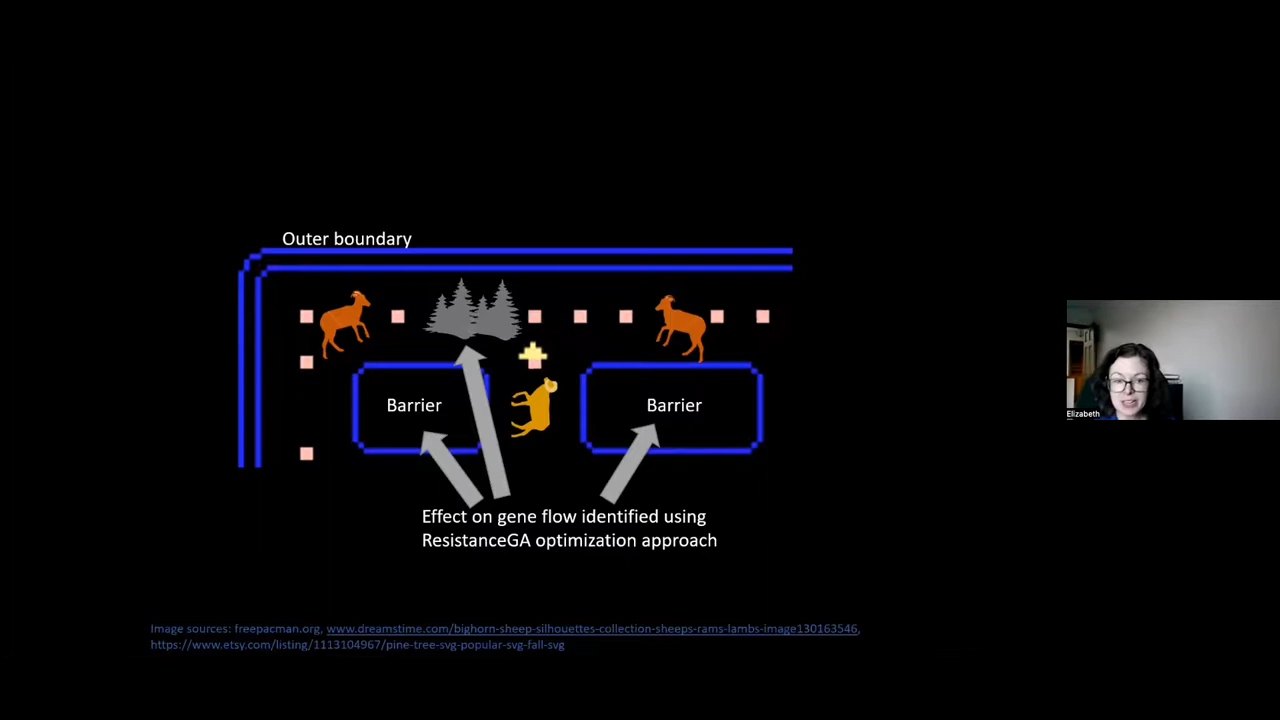 Outer boundary
Barrier
Barrier
Elizabeth
Effect on gene flow identified using
ResistanceGA optimization approach
Image sources: freepacman.org, www.dreamstime.com/bighorn-sheep-silhouettes-collection-sheeps-rams-lambs-image130163546,
https://www.etsy.com/listing/1113104967/pine-tree-svg-popular-svg-fall-svg